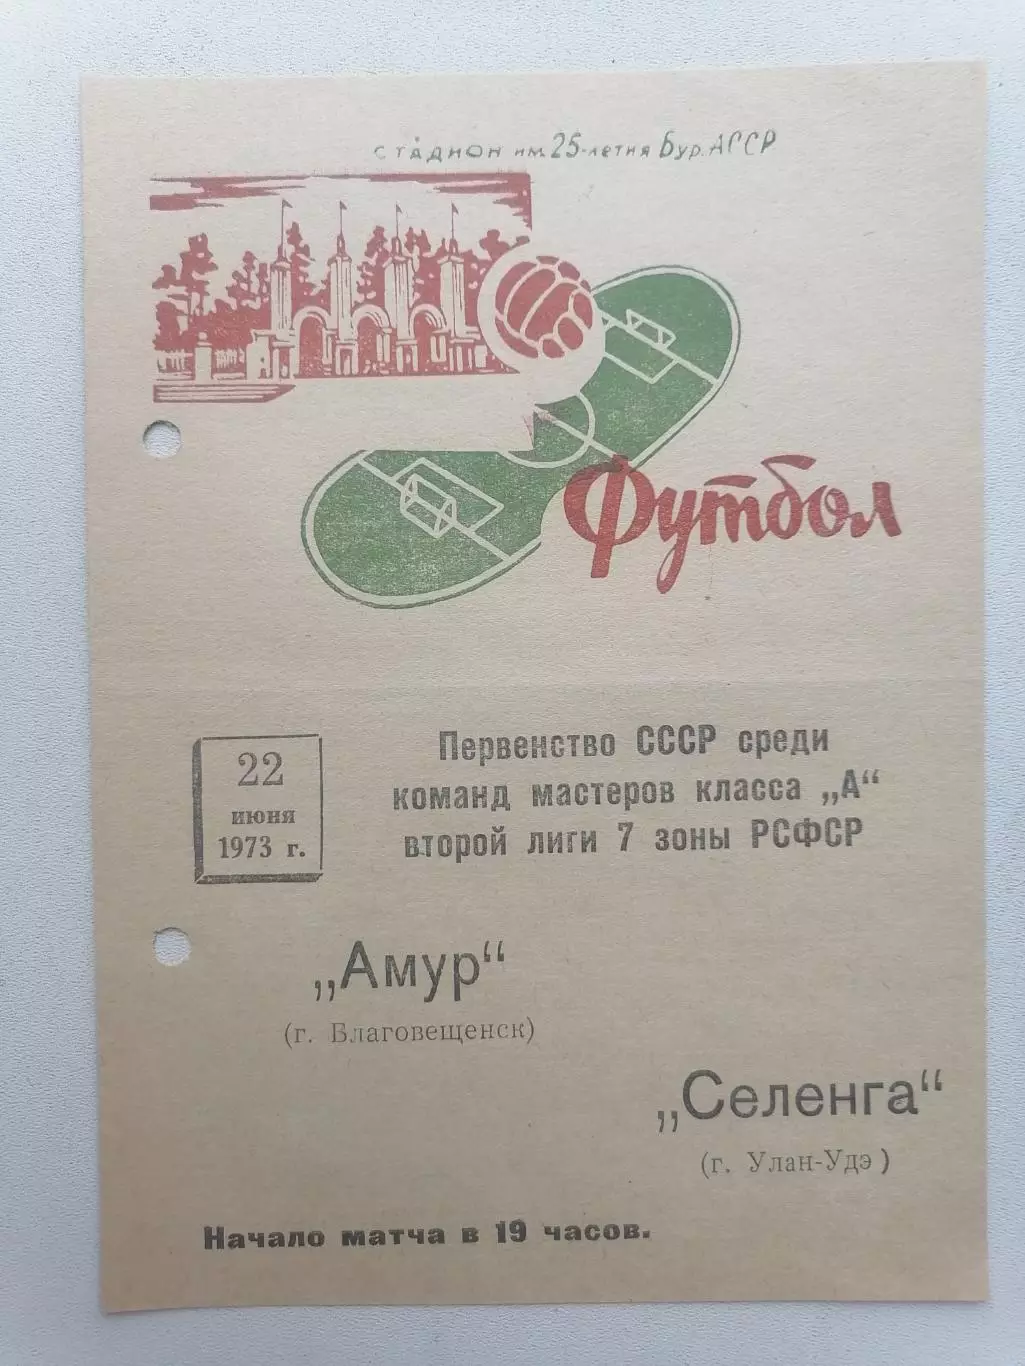 стадион им. 25-летия Бур. АССР
Футбол
22
июня
1973 г.
Первенство СССР среди
команд мастеров класса „А“
второй лиги 7 зоны РСФСР
„Амур“
(г. Благовещенск)
„Селенга“
(г. Улан-Удэ)
Начало матча в 19 часов.